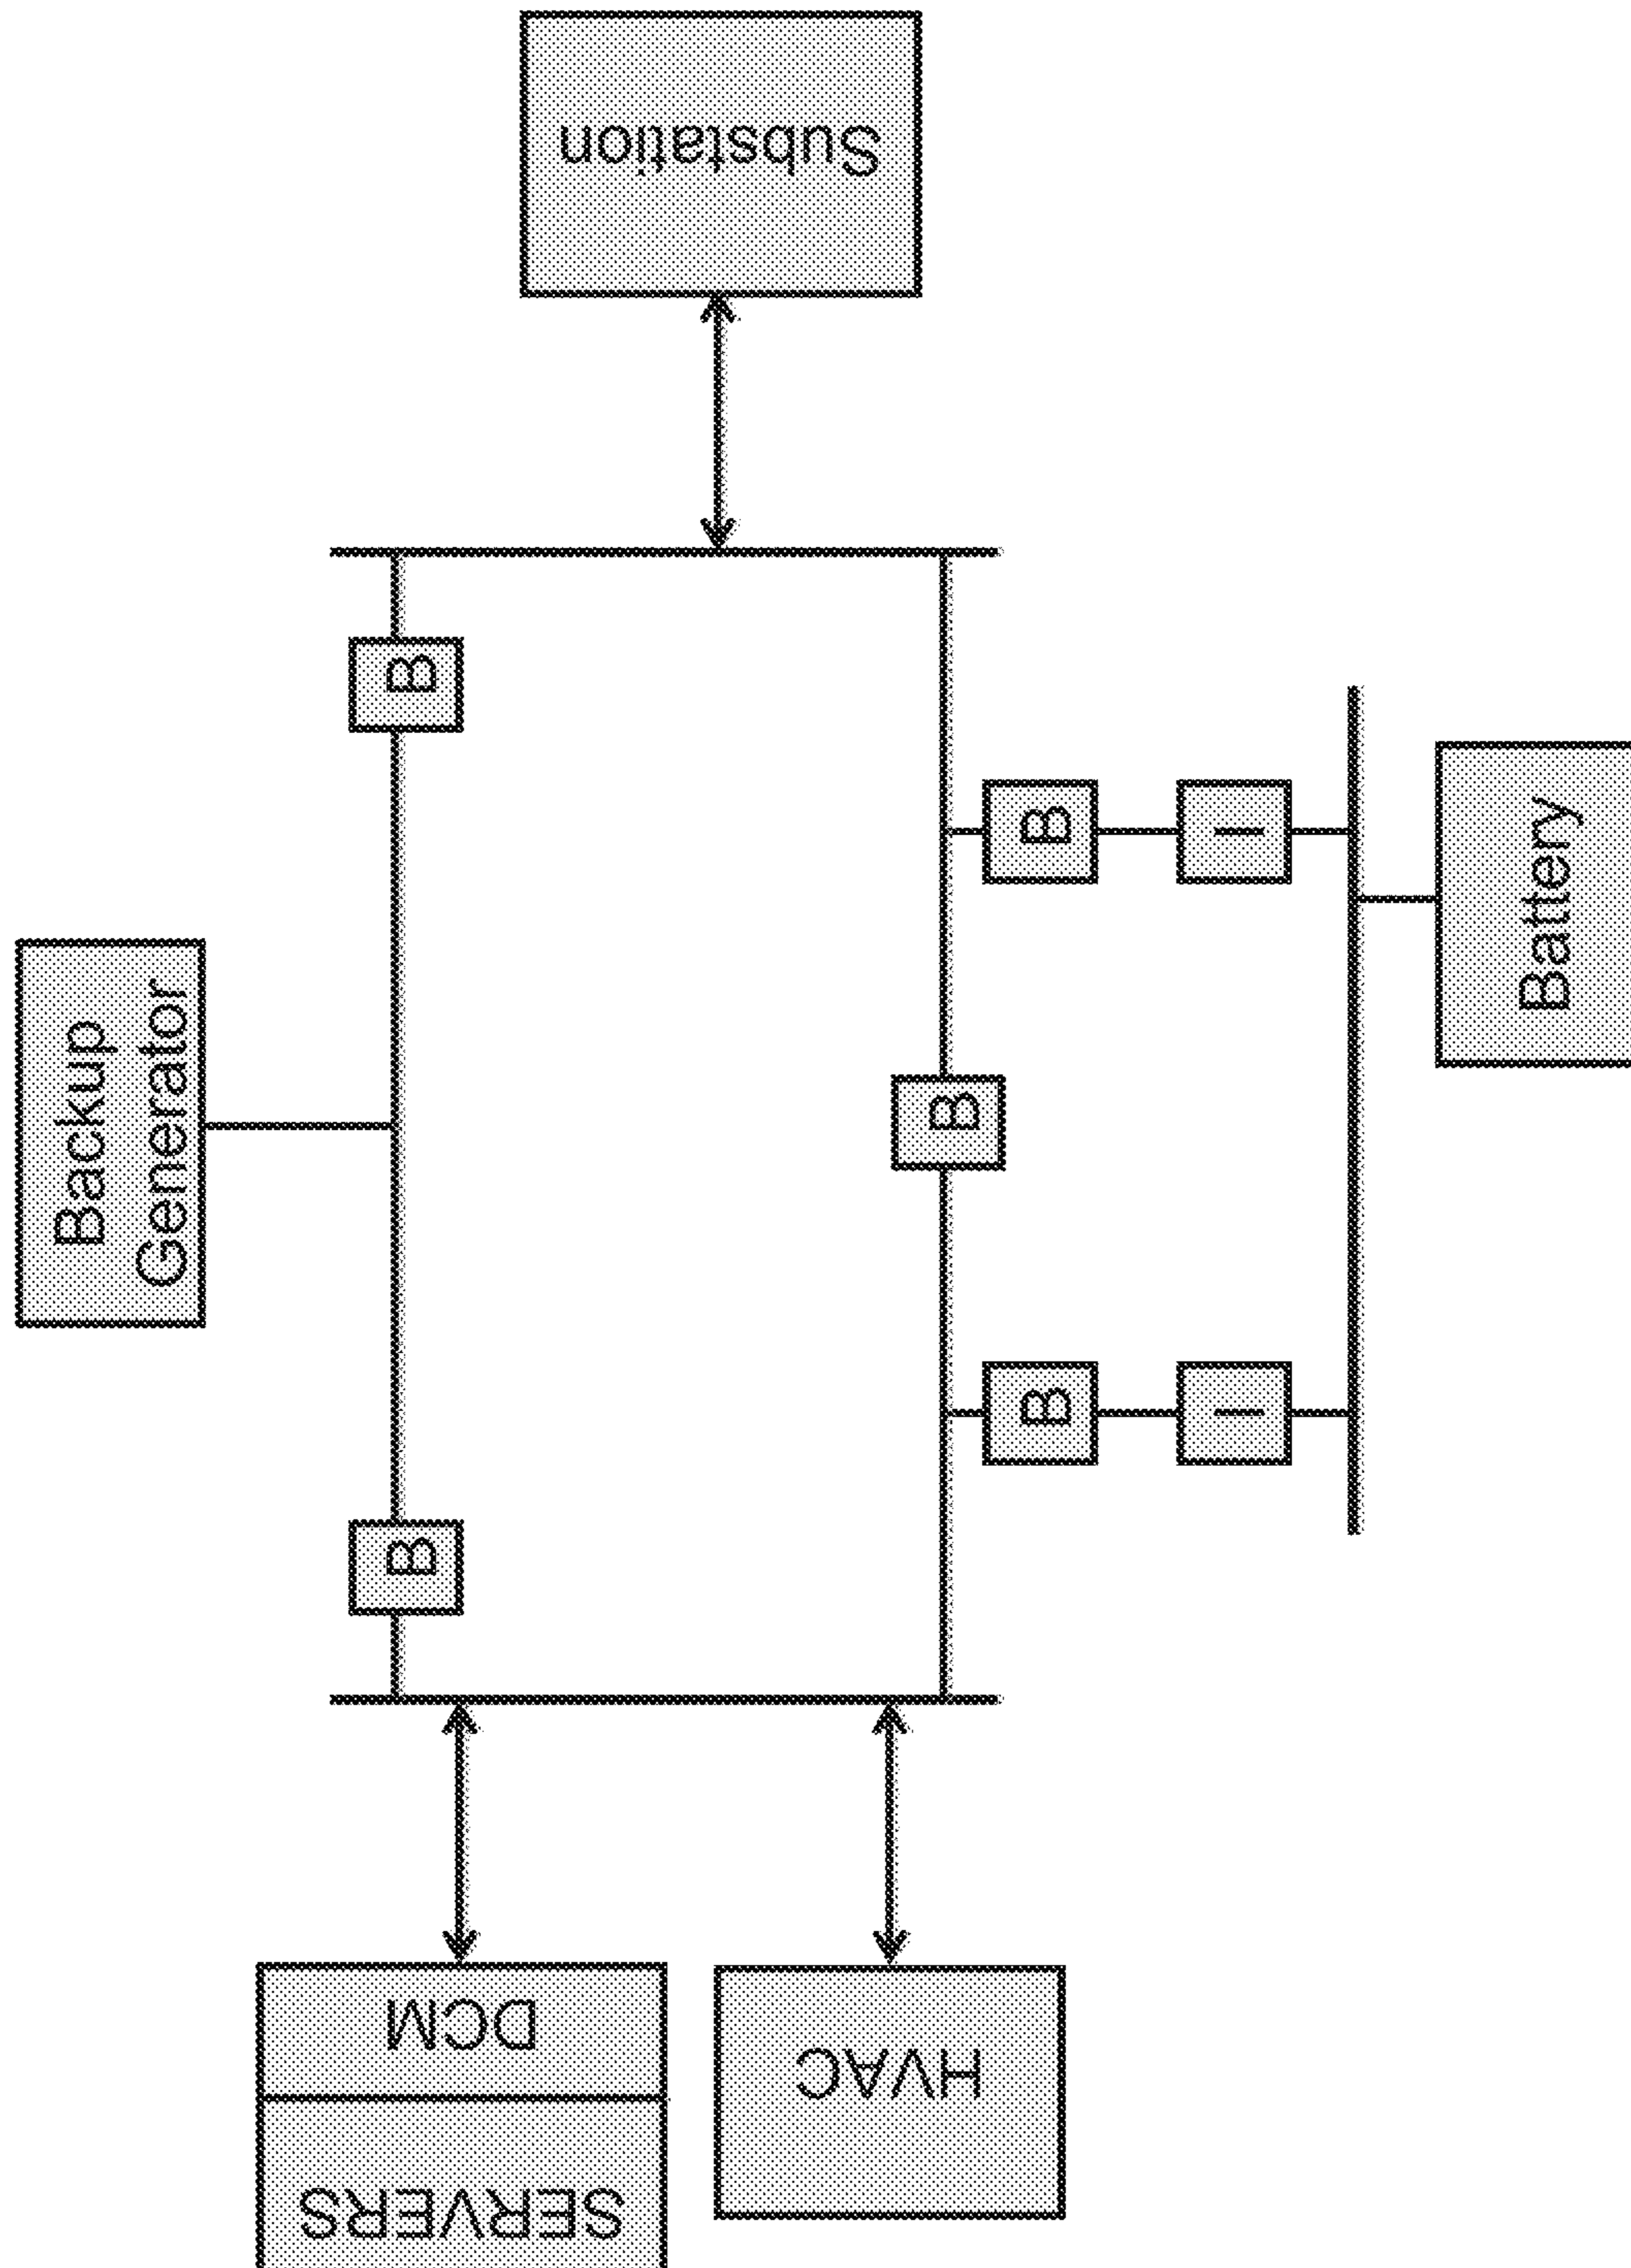 Substation
B
B
Backup
Generator
B
I
Battery
B
B
I
B
DCM
SERVERS
HVAC